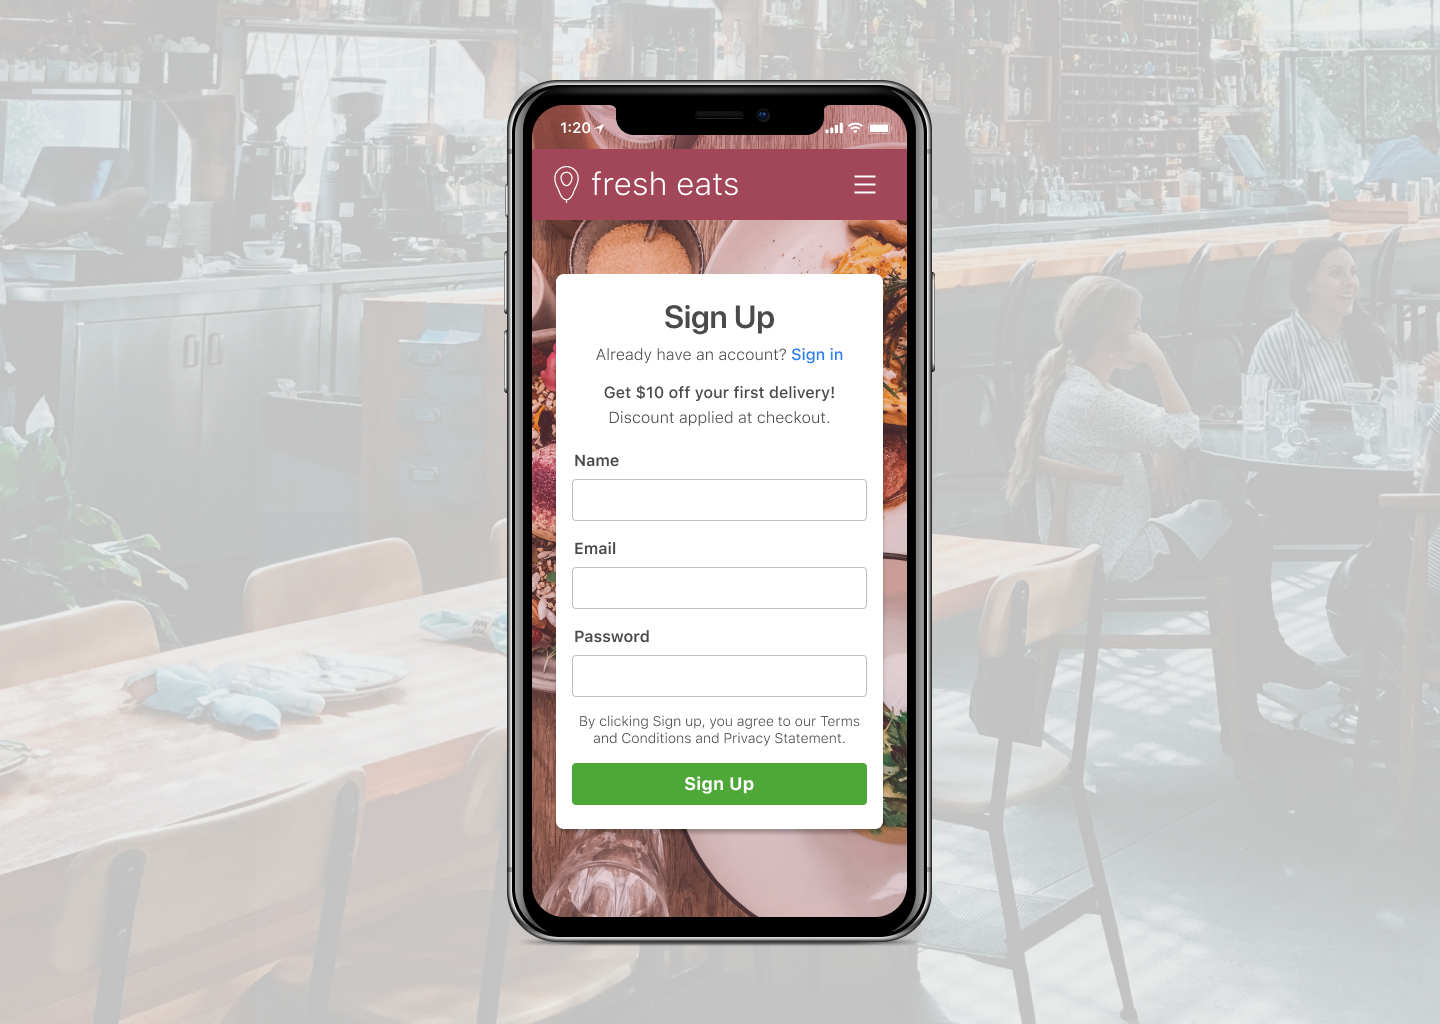 1:20
fresh eats
Sign Up
Already have an account? Sign in
Get $10 off your first delivery!
Discount applied at checkout.
Name
Email
Password
By clicking Sign up, you agree to our Terms
and Conditions and Privacy Statement.
Sign Up